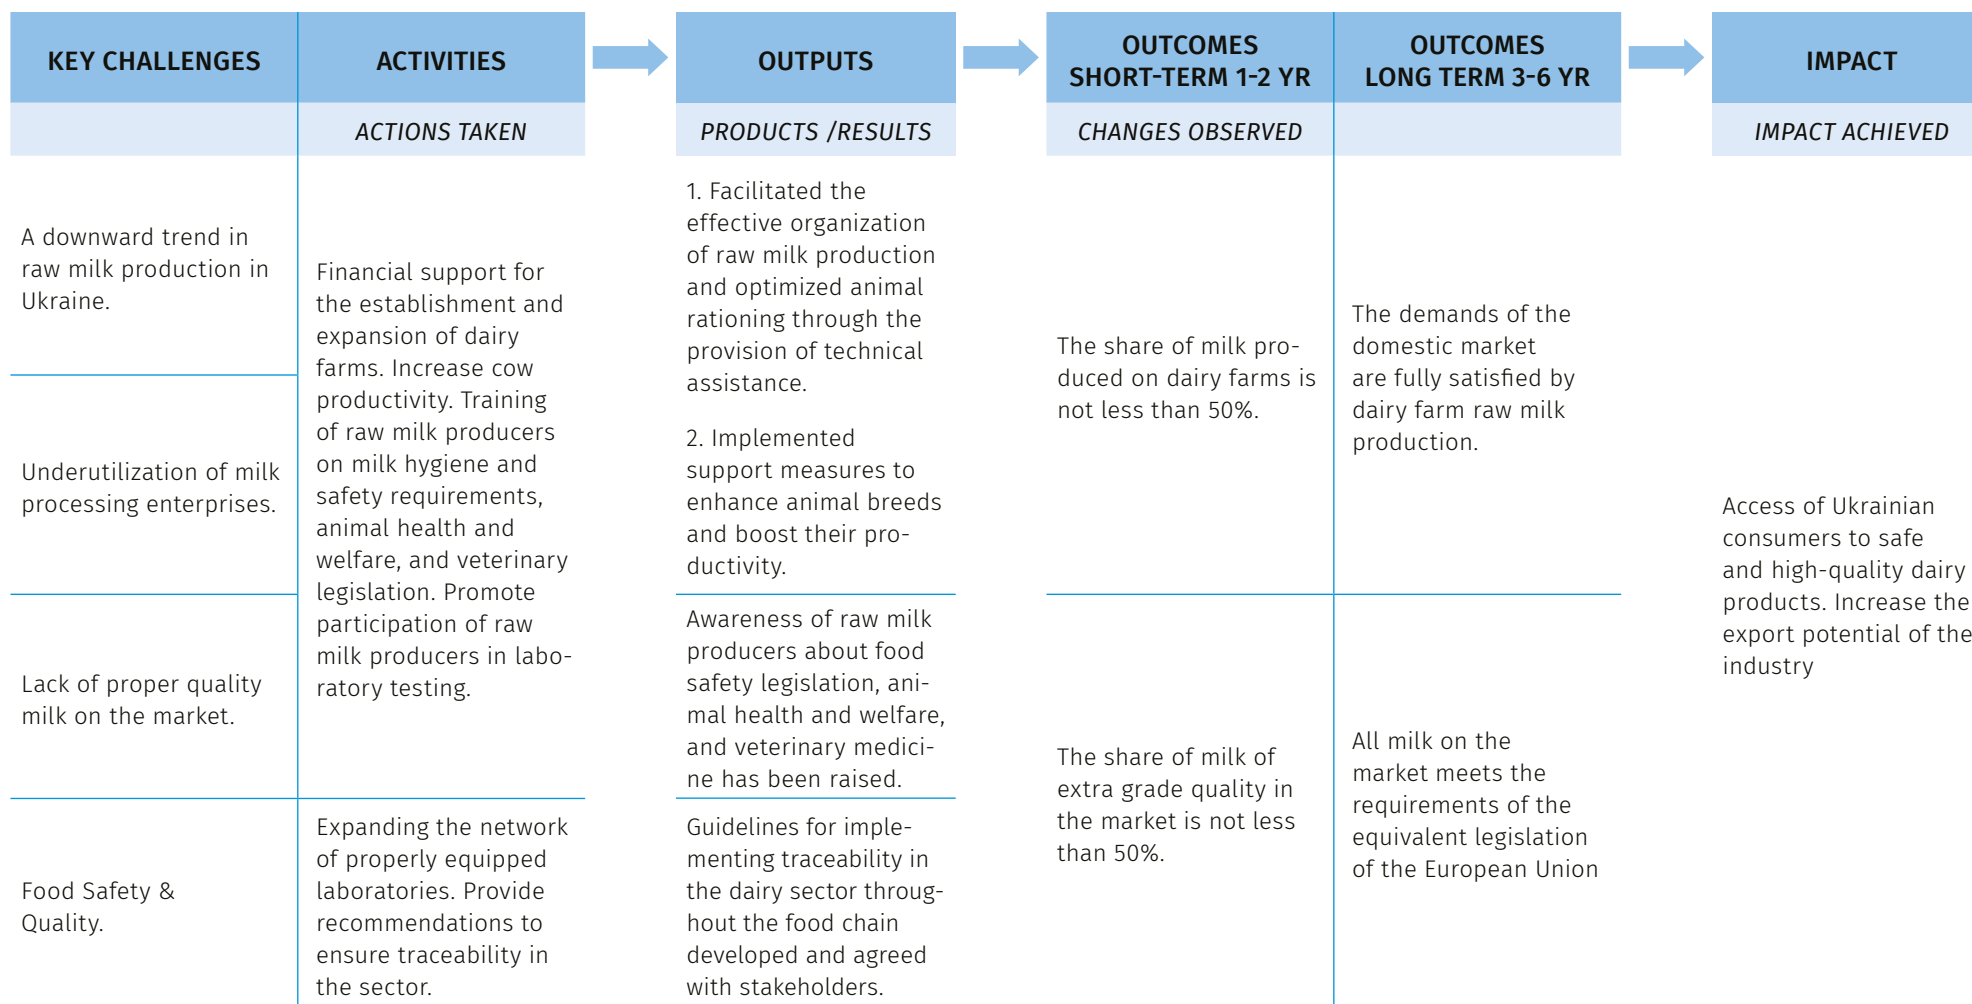 KEY CHALLENGES
ACTIVITIES
OUTPUTS
OUTCOMES
SHORT-TERM 1-2 YR
OUTCOMES
LONG TERM 3-6 YR
IMPACT
ACTIONS TAKEN
PRODUCTS /RESULTS
CHANGES OBSERVED
IMPACT ACHIEVED
A downward trend in
raw milk production in
Ukraine.
Underutilization of milk
processing enterprises.
Lack of proper quality
milk on the market.
Food Safety &
Quality.
Financial support for
the establishment and
expansion of dairy
farms. Increase cow
productivity. Training
of raw milk producers
on milk hygiene and
safety requirements,
animal health and
welfare, and veterinary
legislation. Promote
participation of raw
milk producers in labo-
ratory testing.
Expanding the network
of properly equipped
laboratories. Provide
recommendations to
ensure traceability in
the sector.
1. Facilitated the
effective organization
of raw milk production
and optimized animal
rationing through the
provision of technical
assistance.
2. Implemented
support measures to
enhance animal breeds
and boost their pro-
ductivity.
Awareness of raw milk
producers about food
safety legislation, ani-
mal health and welfare,
and veterinary medici-
ne has been raised.
Guidelines for imple-
menting traceability in
the dairy sector throug-
hout the food chain
developed and agreed
with stakeholders.
The share of milk pro-
duced on dairy farms is
not less than 50%.
The share of milk of
extra grade quality in
the market is not less
than 50%.
The demands of the
domestic market
are fully satisfied by
dairy farm raw milk
production.
All milk on the
market meets the
requirements of the
equivalent legislation
of the European Union
Access of Ukrainian
consumers to safe
and high-quality dairy
products. Increase the
export potential of the
industry